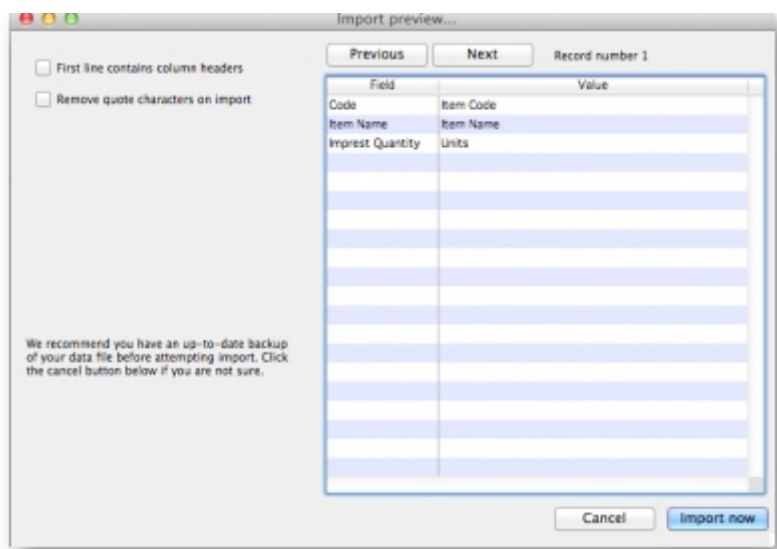 Import preview...
Previous
Next
Record number 1
First line contains column headers
Remove quote characters on import
Field
Value
Code
Item Code
Item Name
Item Name
Imprest Quantity
Units
We recommend you have an up-to-date backup
of your data file before attempting import. Click
the cancel button below if you are not sure.
Cancel
Import now